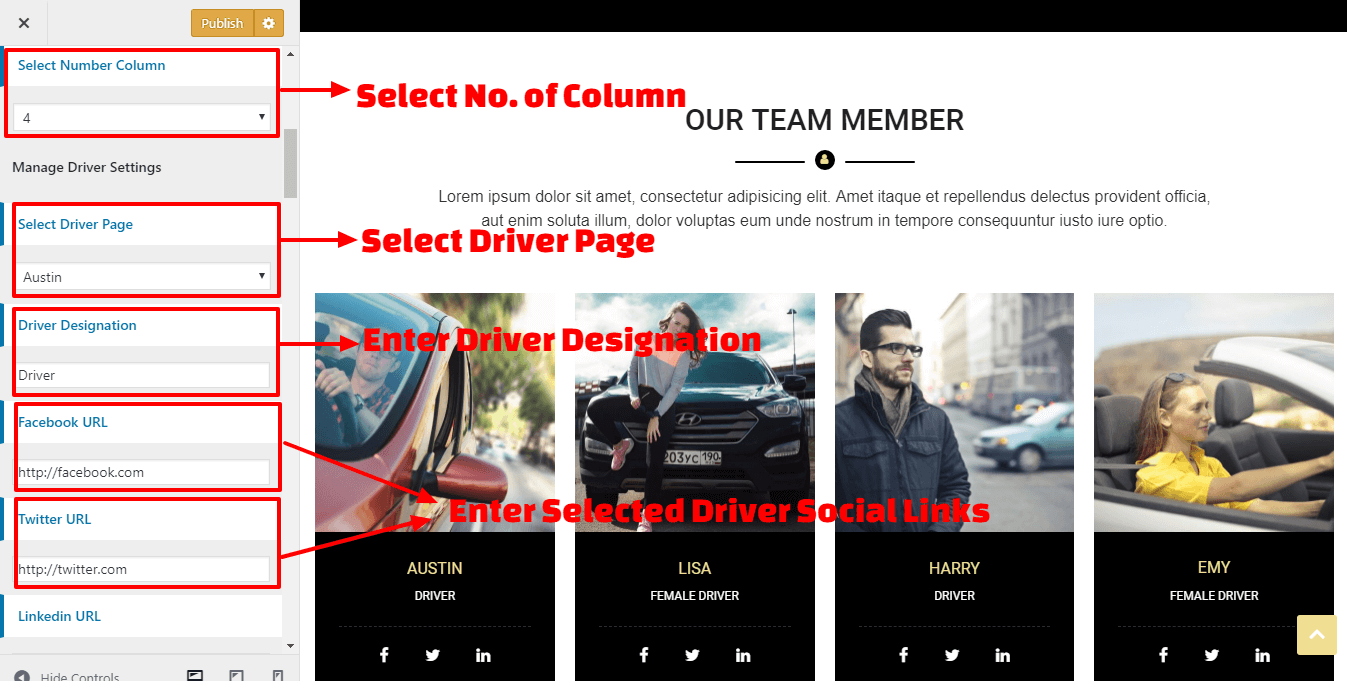 Publish
Select Number Column
4
Manage Driver Settings
Select Driver Page
Austin
Driver Designation
Driver
Facebook URL
http://facebook.com
Twitter URL
http://twitter.com
Linkedin URL
Hide Controls
Select No. of Column
OUR TEAM MEMBER
Lorem ipsum dolor sit amet, consectetur adipisicing elit. Amet itaque et repellendus delectus provident officia,
aut enim soluta illum, dolor voluptas eum unde nostrum in tempore consequuntur iusto iure optio.
Select Driver Page
Enter Driver Designation
203УС 190
Enter Selected Driver Social Links
AUSTIN
DRIVER
LISA
FEMALE DRIVER
HARRY
DRIVER
EMY
FEMALE DRIVER